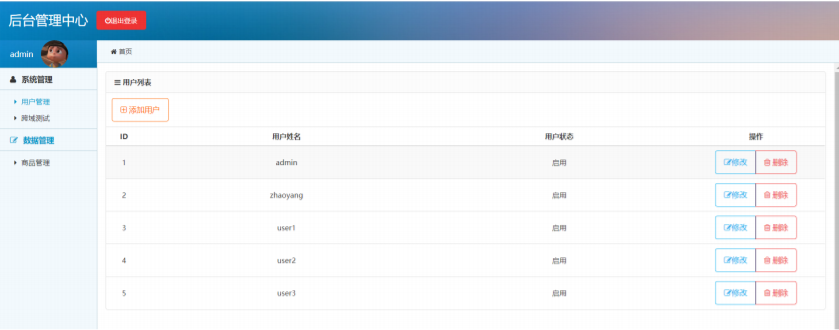 后台管理中心 退出登录
admin
首页
系统管理
用户管理
跨域测试
数据管理
商品管理
用户列表
添加用户
ID 用户姓名 用户状态 操作
1 admin 启用 修改 删除
2 zhaoyang 启用 修改 删除
3 user1 启用 修改 删除
4 user2 启用 修改 删除
5 user3 启用 修改 删除